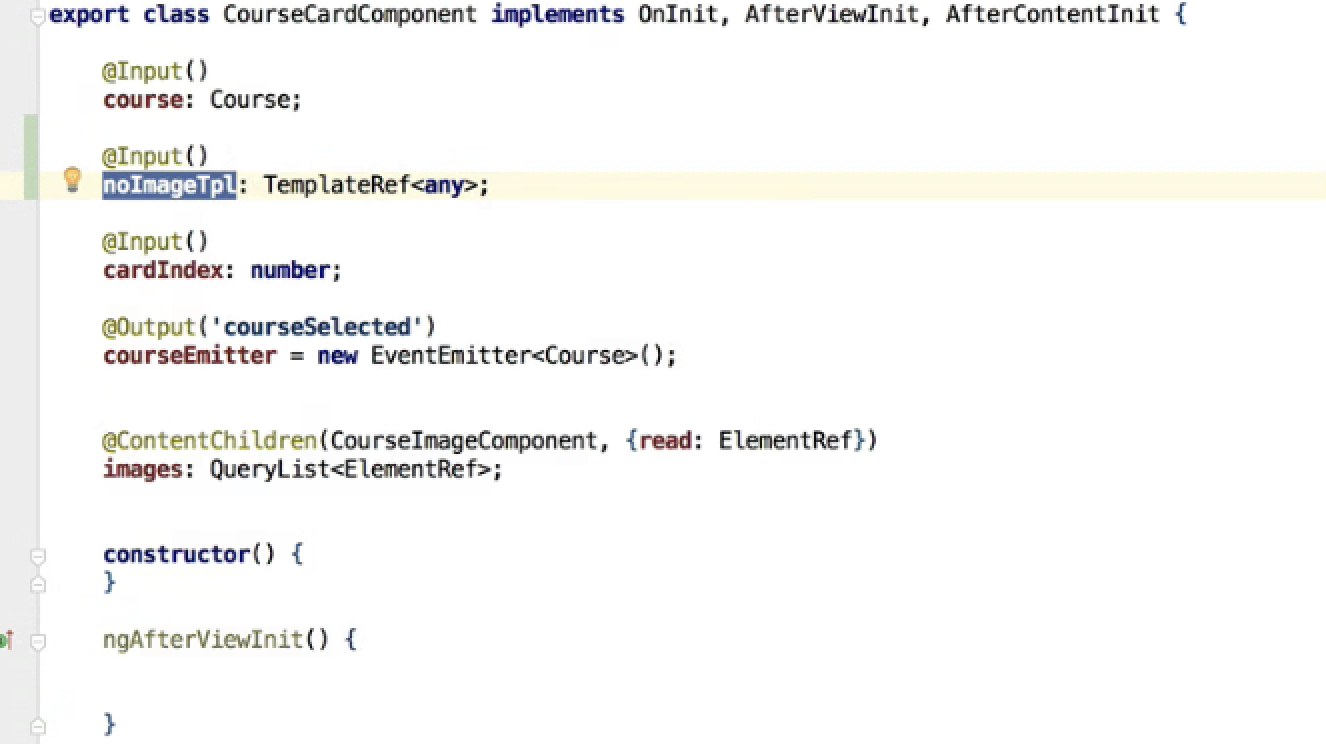 export class CourseCardComponent implements OnInit, AfterViewInit, AfterContentInit {
@Input()
course: Course;
@Input()
noImageTpl: TemplateRef<any>;
@Input()
cardIndex: number;
@Output('courseSelected')
courseEmitter = new EventEmitter<Course>();
@ContentChildren(CourseImageComponent, {read: ElementRef})
images: QueryList<ElementRef>;
constructor() {
}
ngAfterViewInit() {
}